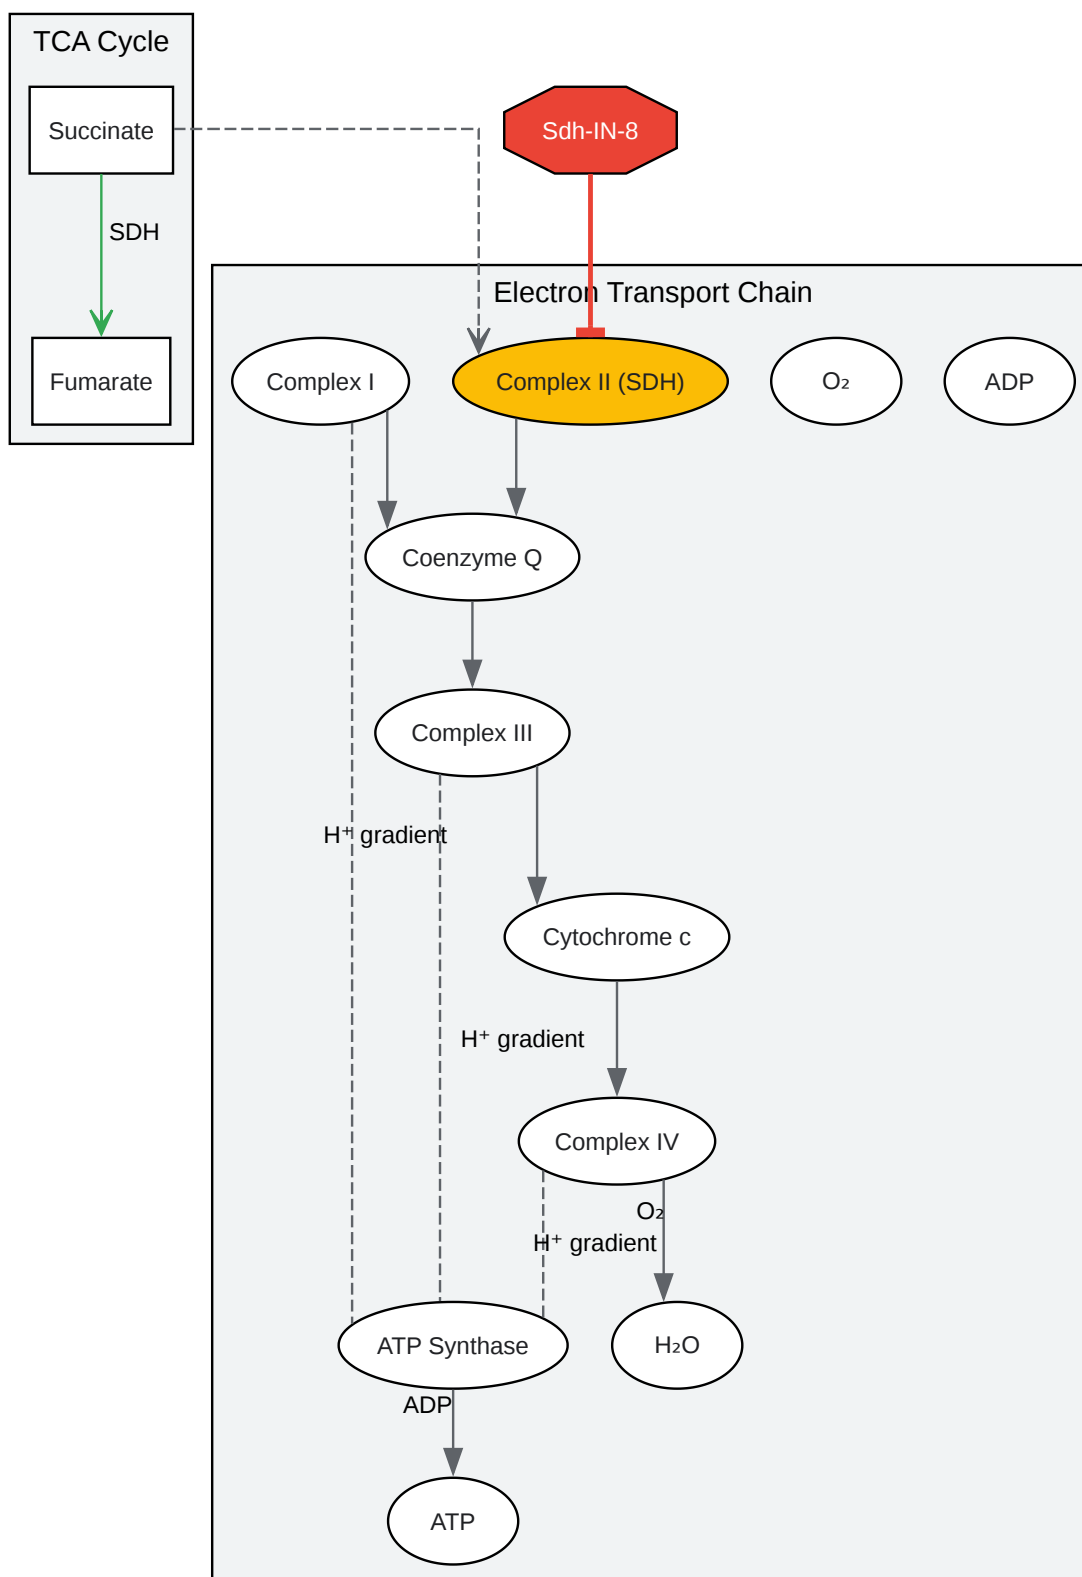 TCA Cycle
Succinate
Sdh-IN-8
SDH
Electron Transport Chain
Fumarate
Complex I
Complex II (SDH)
O₂
ADP
Coenzyme Q
Complex III
H⁺ gradient
Cytochrome c
H⁺ gradient
Complex IV
O₂
H⁺ gradient
ATP Synthase
H₂O
ADP
ATP